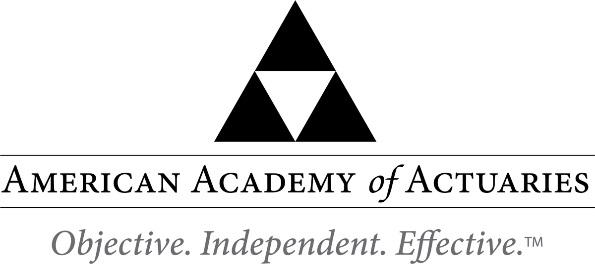 American Academy of Actuaries
Objective. Independent. Effective.™